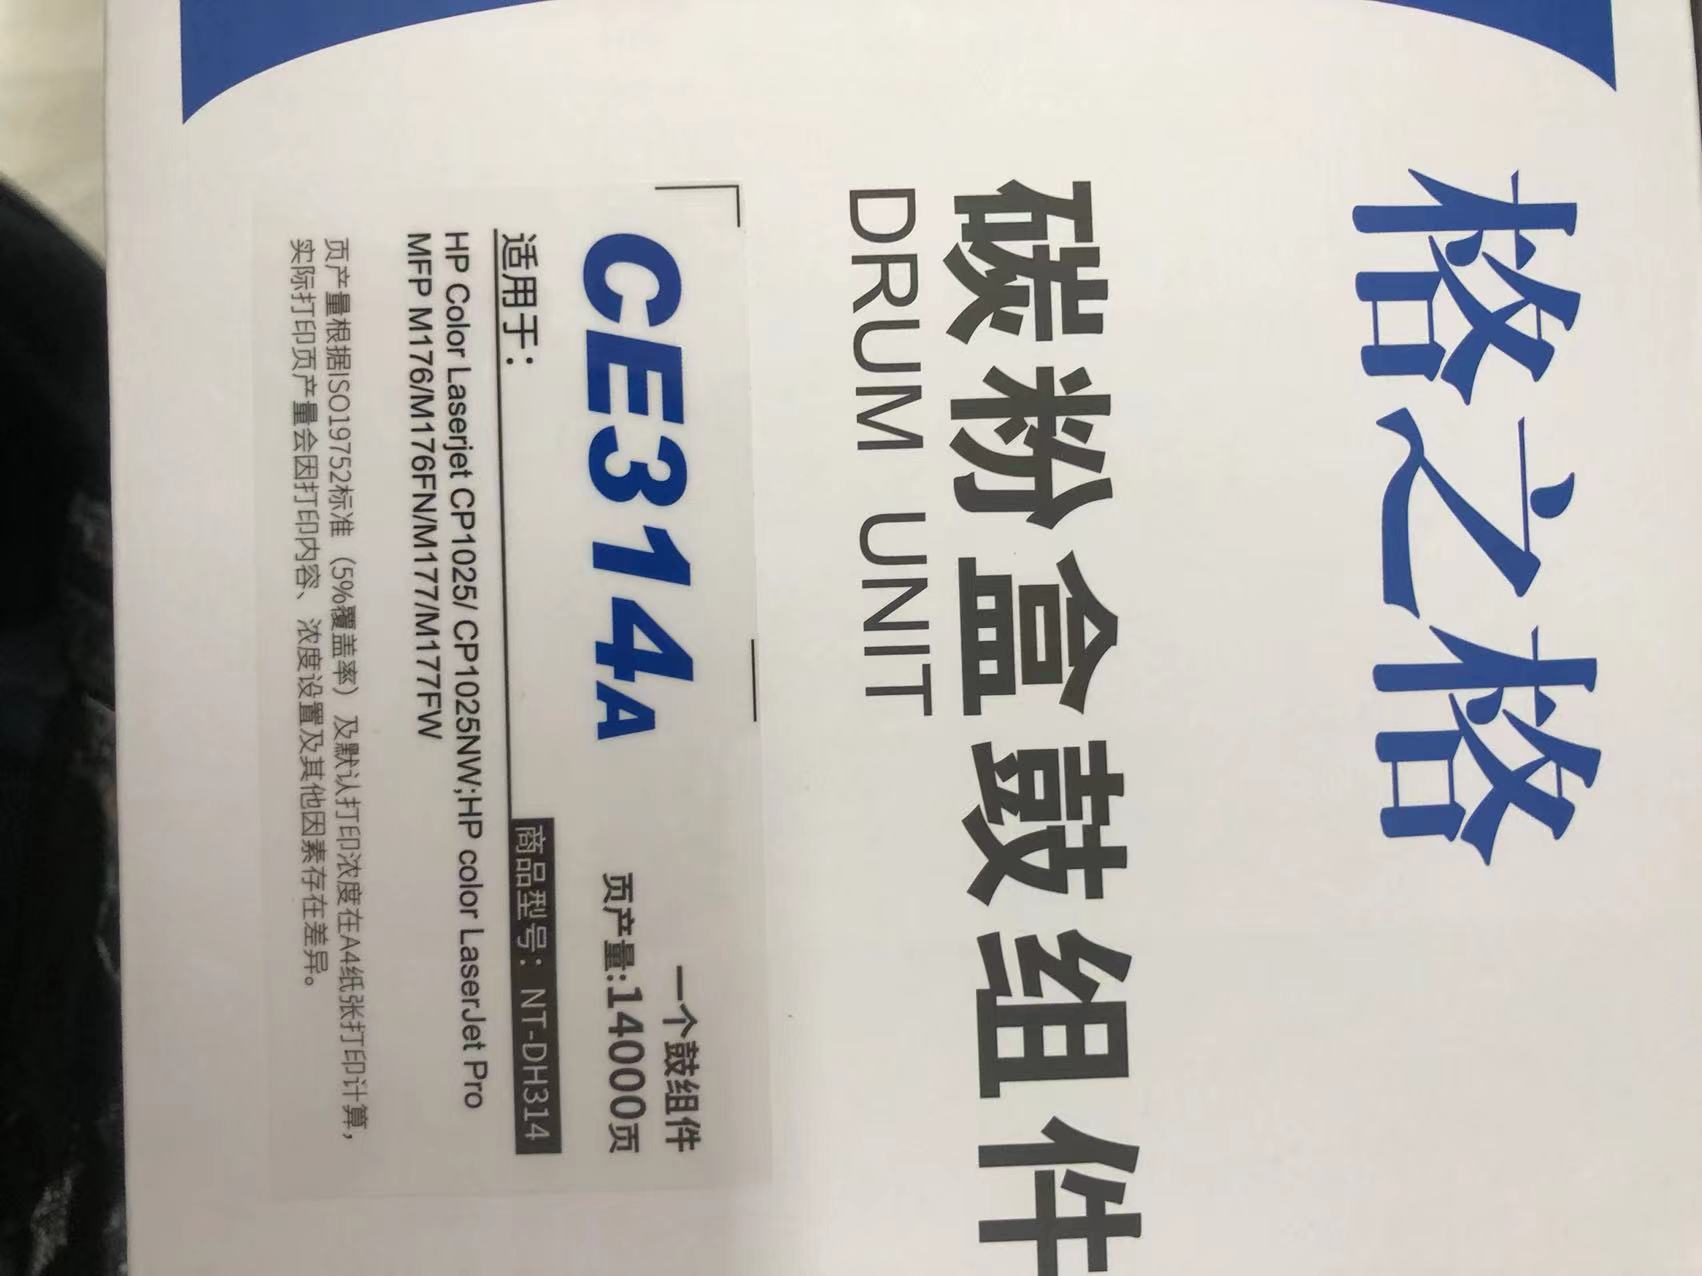 格之格
碳粉盒鼓组件
DRUM UNIT
一个鼓组件
CE314A
页产量:14000页
适用于：
商品型号：NT-DH314
HP Color Laserjet CP1025/ CP1025NW;HP color LaserJet Pro
MFP M176/M176FN/M177/M177FW
页产量根据ISO19752标准（5%覆盖率）及默认打印浓度在A4纸张打印计算，
实际打印页产量会因打印内容、浓度设置及其他因素存在差异。